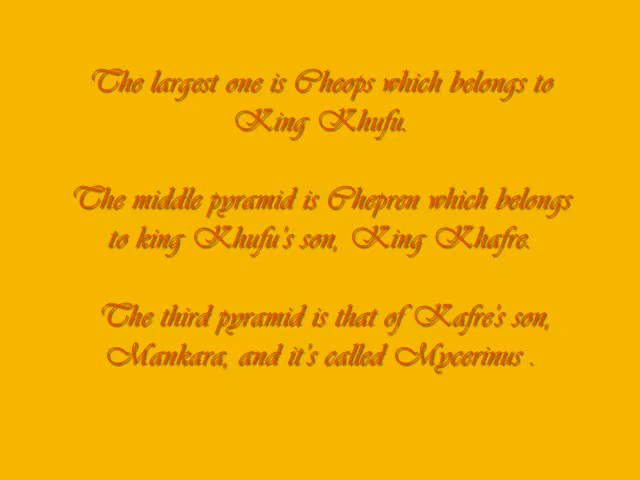 The largest one is Cheops which belongs to
King Khufu.
The middle pyramid is Chepren which belongs
to king Khufu's son, King Khafre.
The third pyramid is that of Kafre's son,
Mankara, and it's called Mycerinus .